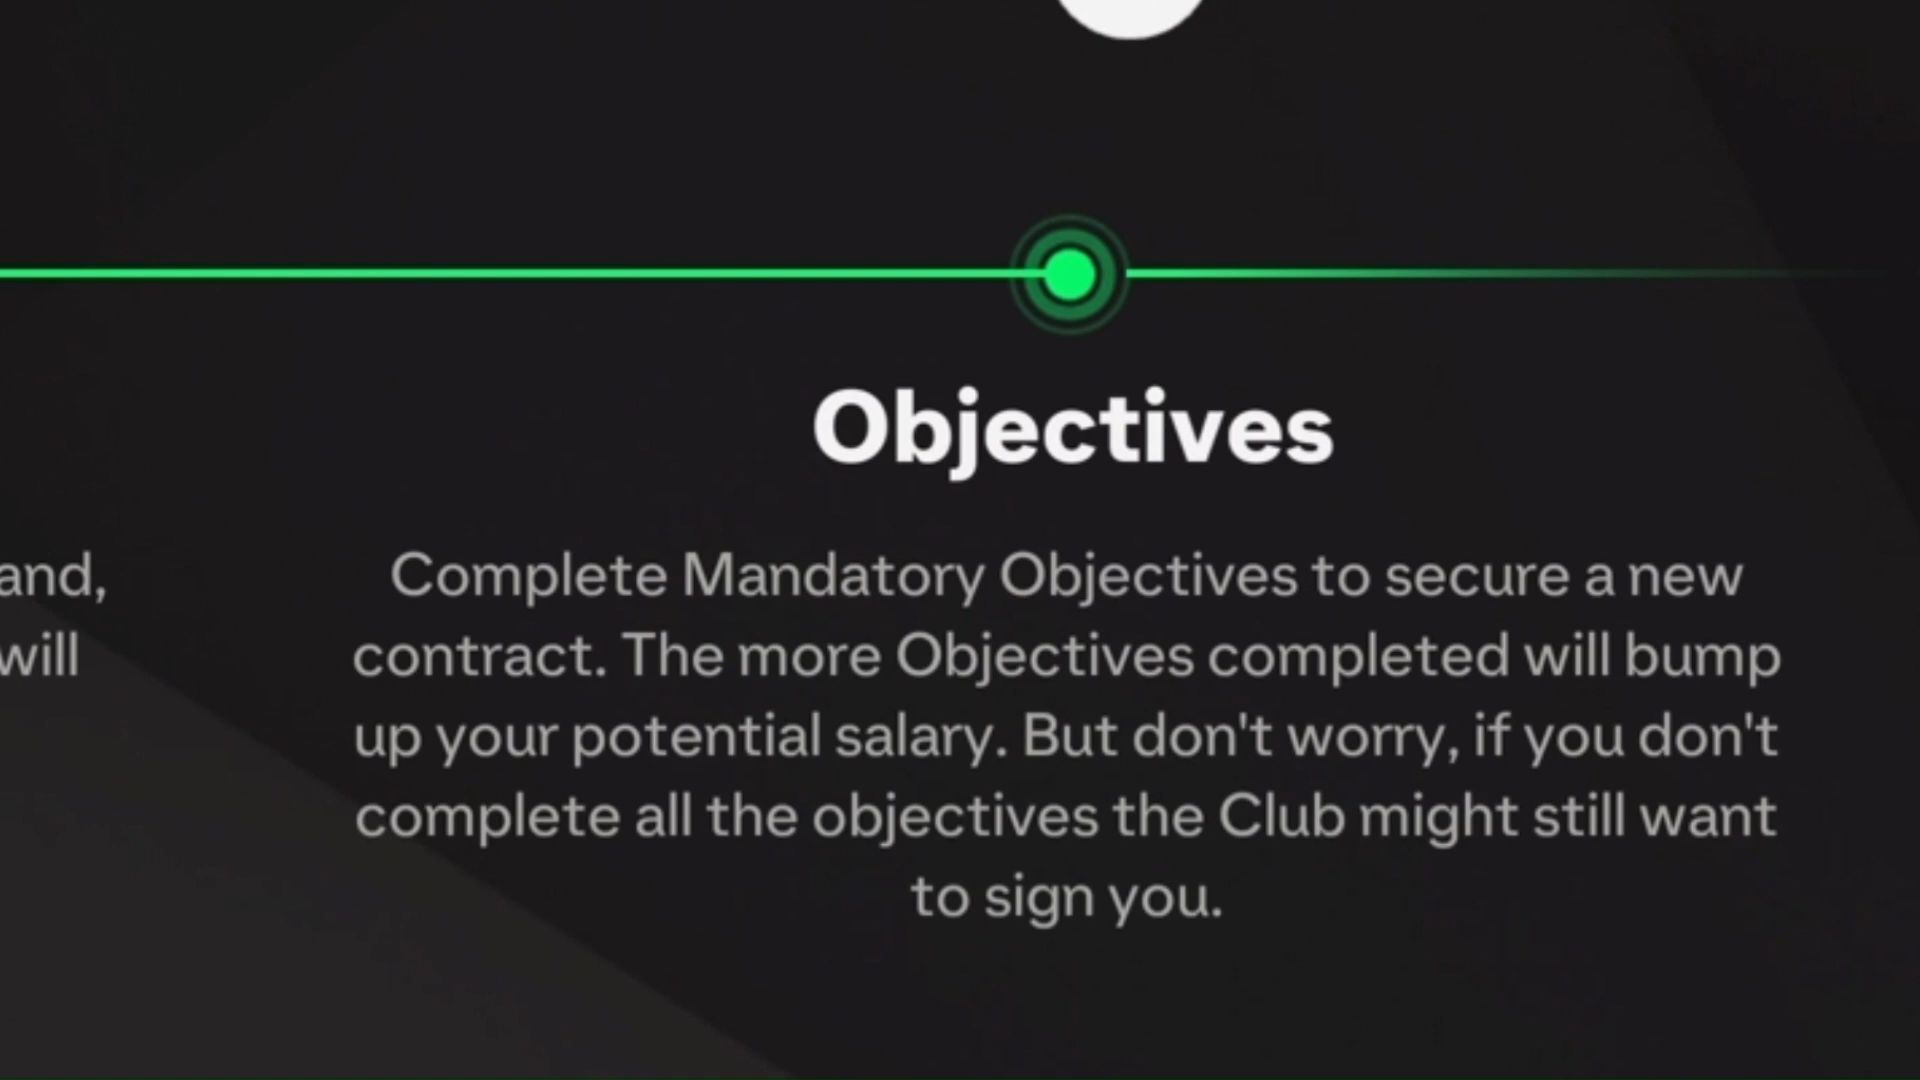 Objectives
and,
will
Complete Mandatory Objectives to secure a new
contract. The more Objectives completed will bump
up your potential salary. But don't worry, if you don't
complete all the objectives the Club might still want
to sign you.